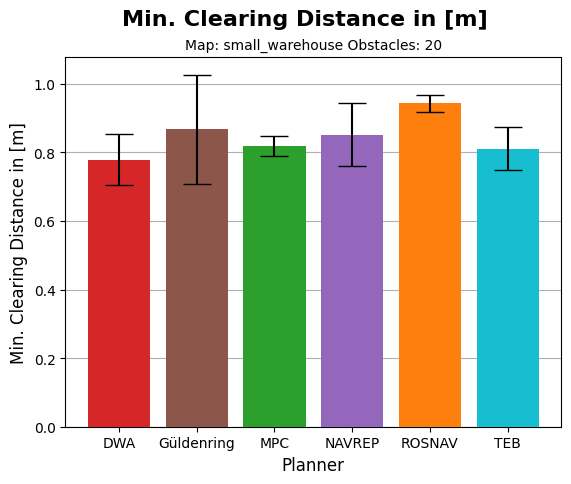 Min. Clearing Distance in [m]
Map: small_warehouse Obstacles: 20
Min. Clearing Distance in [m]
1.0
0.8
0.6
0.4
0.2
0.0
DWA Güldenring MPC NAVREP ROSNAV TEB
Planner